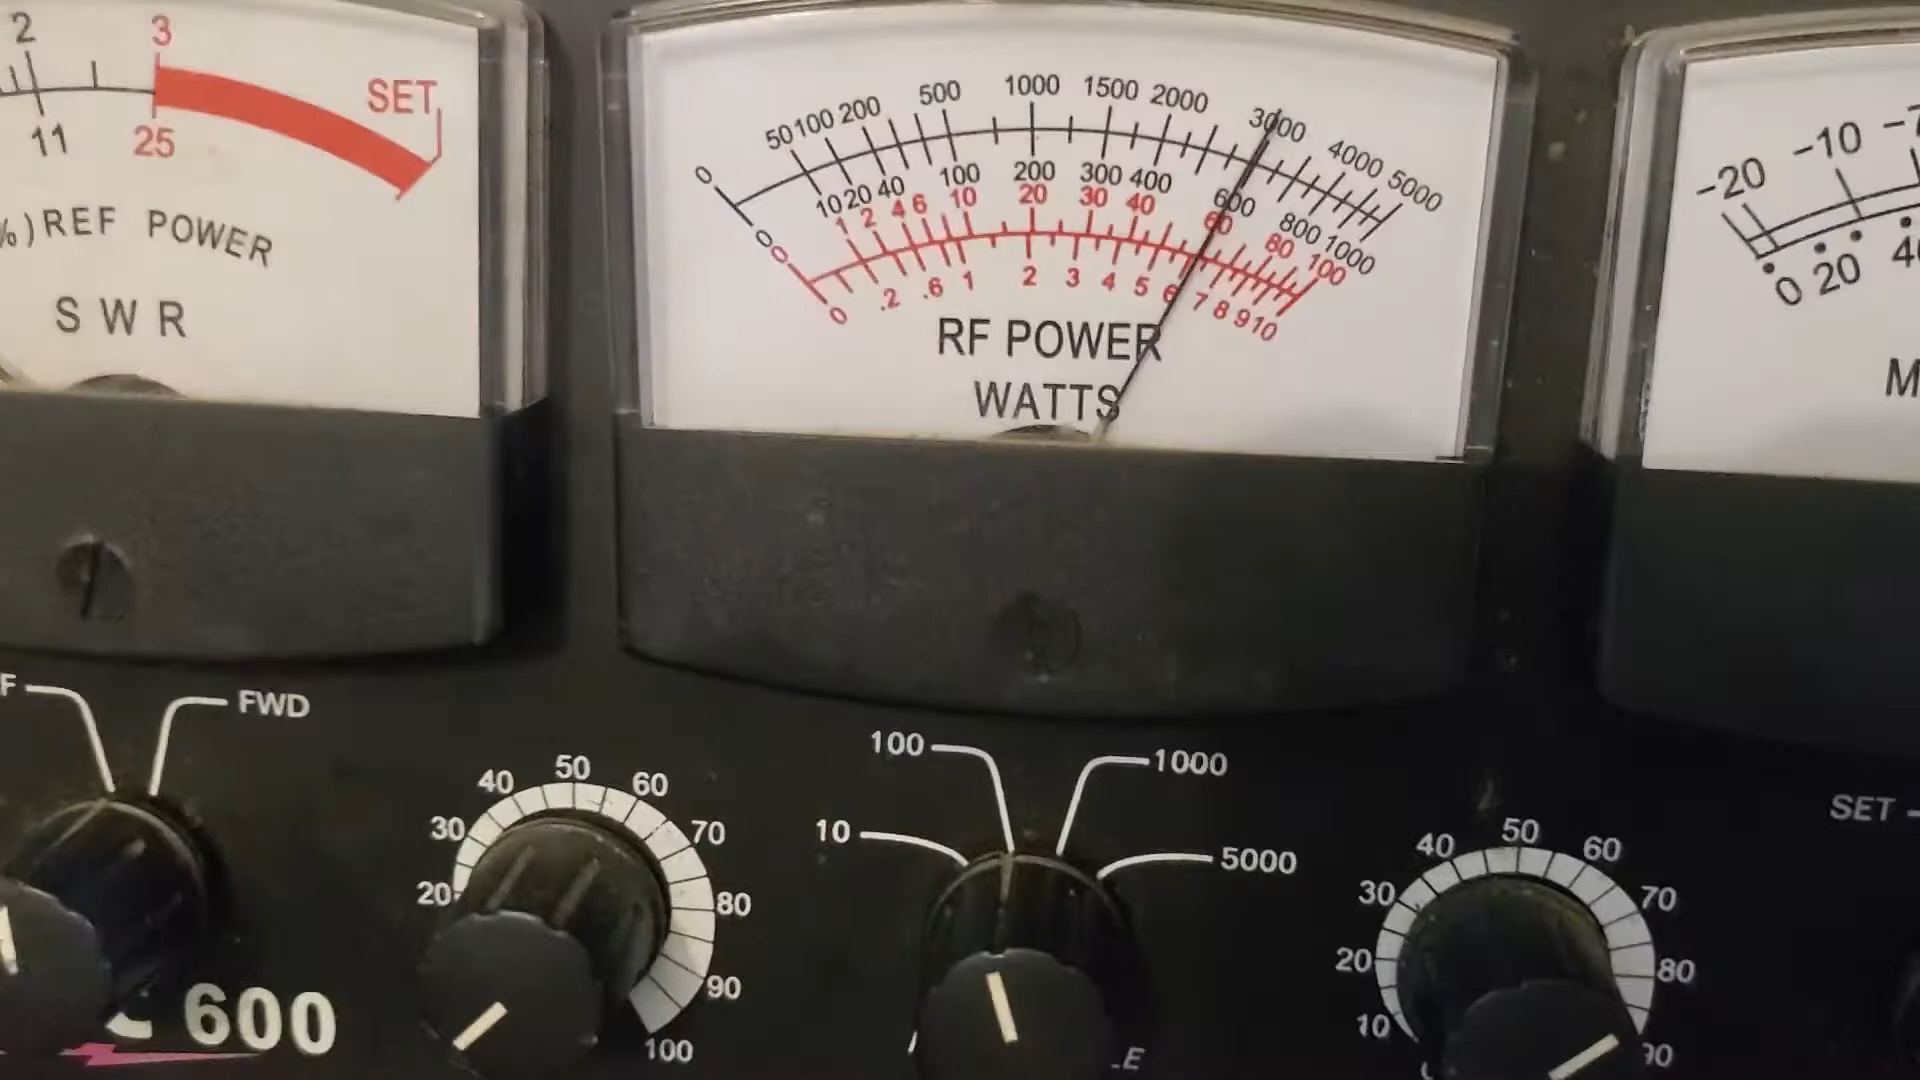 2 3
SET
11 25
%) REF POWER
S W R
0 50 100 200 500 1000 1500 2000 3000 4000 5000
0 10 20 40 100 200 300 400 600 800 1000
0 1 2 4 6 10 20 30 40 60 80 100
0 .2 .6 1 2 3 4 5 6 7 8 9 10
RF POWER
WATTS
-20 -10 -7
0 20
M
F FWD
20 30 40 50 60 70 80 90 100
10 100 1000 5000
SET
10 20 30 40 50 60 70 80 90
600
E